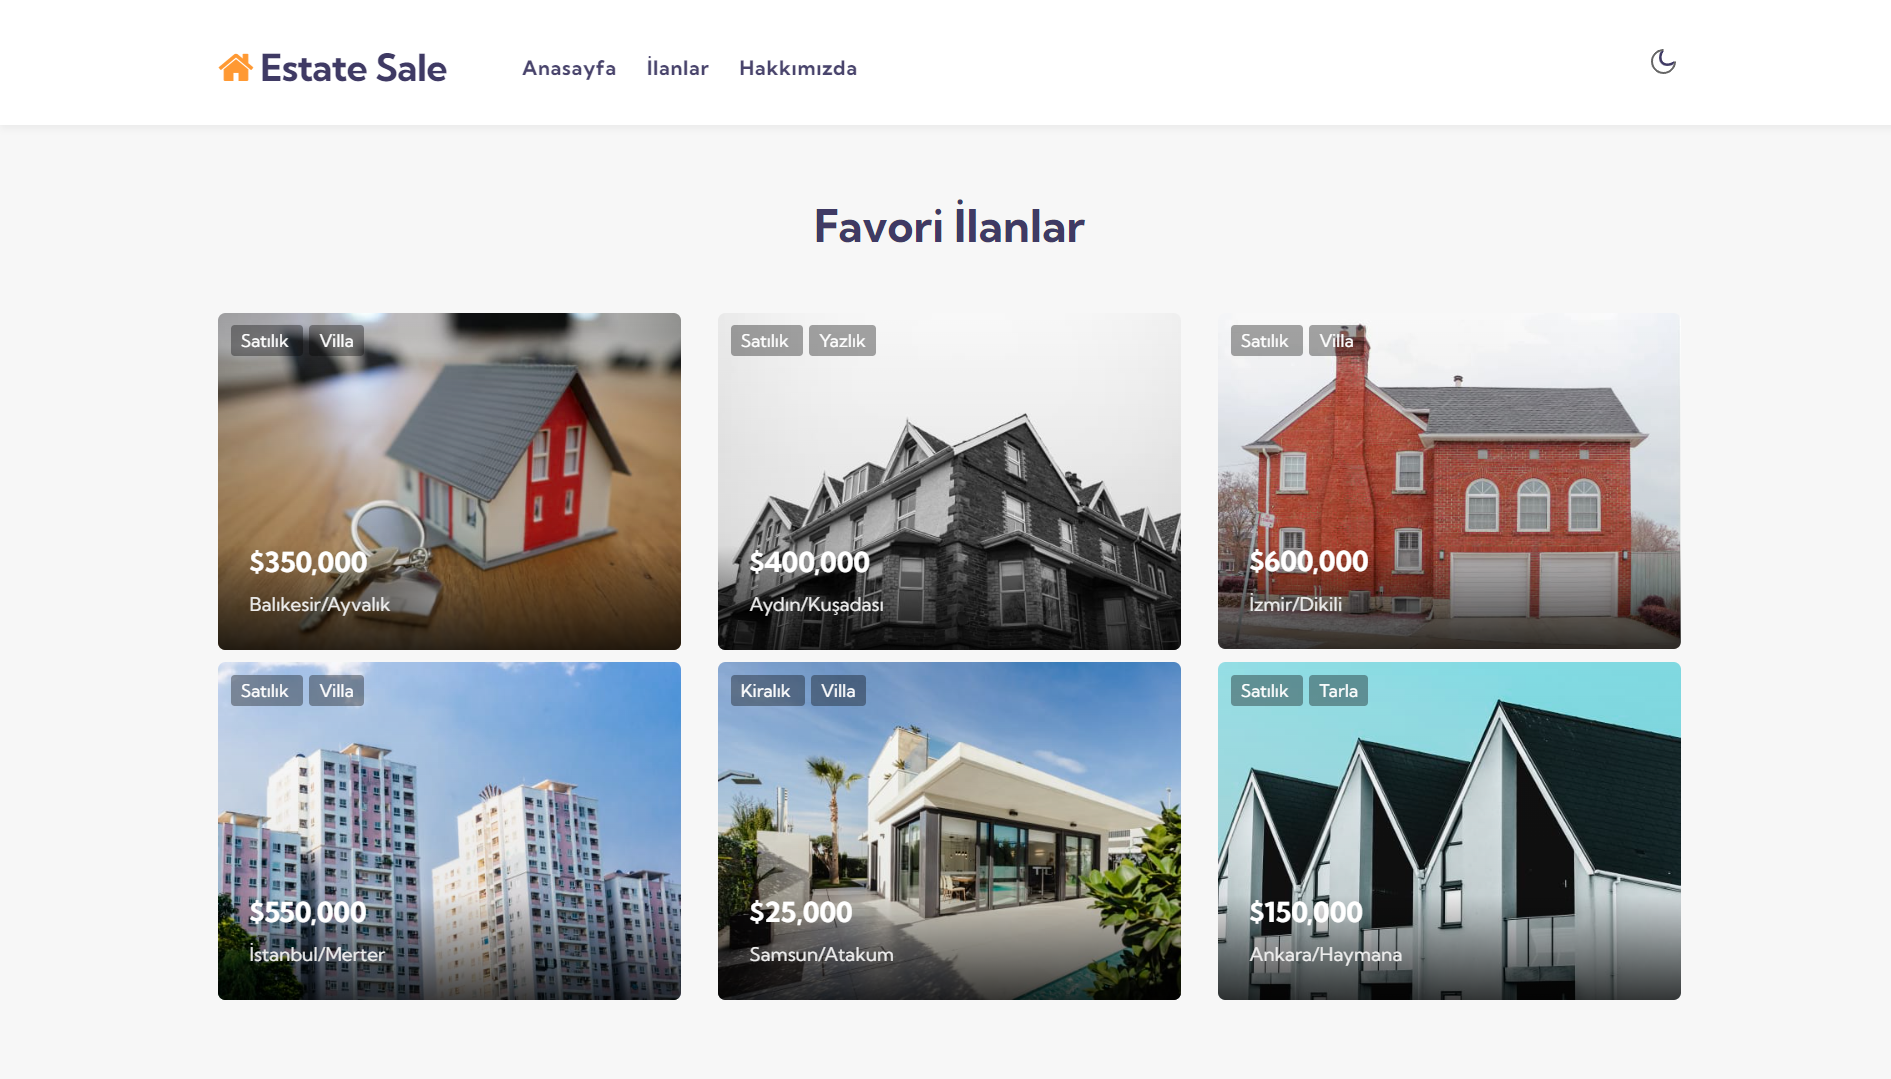 Estate Sale
Anasayfa İlanlar Hakkımızda
Favori İlanlar
Satılık Villa
$350,000
Balıkesir/Ayvalık
Satılık Yazlık
$400,000
Aydın/Kuşadası
Satılık Villa
$600,000
İzmir/Dikili
Satılık Villa
$550,000
İstanbul/Merter
Kiralık Villa
$25,000
Samsun/Atakum
Satılık Tarla
$150,000
Ankara/Haymana